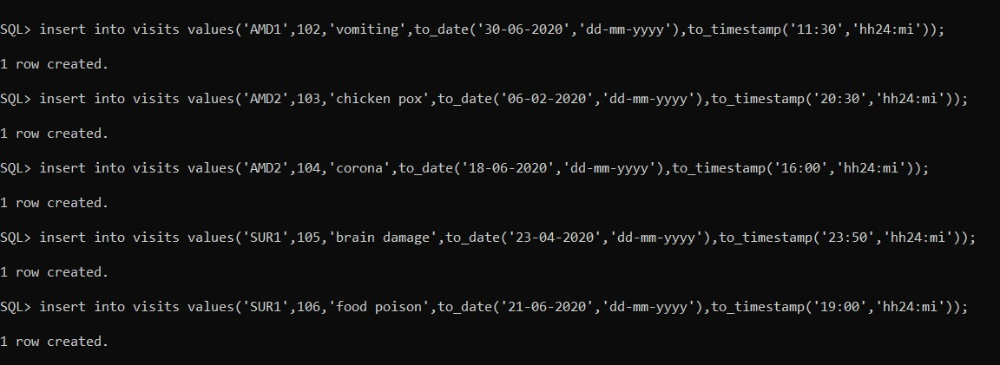 SQL> insert into visits values('AMD1',102,'vomiting',to_date('30-06-2020','dd-mm-yyyy'),to_timestamp('11:30','hh24:mi'));
1 row created.
SQL> insert into visits values('AMD2',103,'chicken pox',to_date('06-02-2020','dd-mm-yyyy'),to_timestamp('20:30','hh24:mi'));
1 row created.
SQL> insert into visits values('AMD2',104,'corona',to_date('18-06-2020','dd-mm-yyyy'),to_timestamp('16:00','hh24:mi'));
1 row created.
SQL> insert into visits values('SUR1',105,'brain damage',to_date('23-04-2020','dd-mm-yyyy'),to_timestamp('23:50','hh24:mi'));
1 row created.
SQL> insert into visits values('SUR1',106,'food poison',to_date('21-06-2020','dd-mm-yyyy'),to_timestamp('19:00','hh24:mi'));
1 row created.